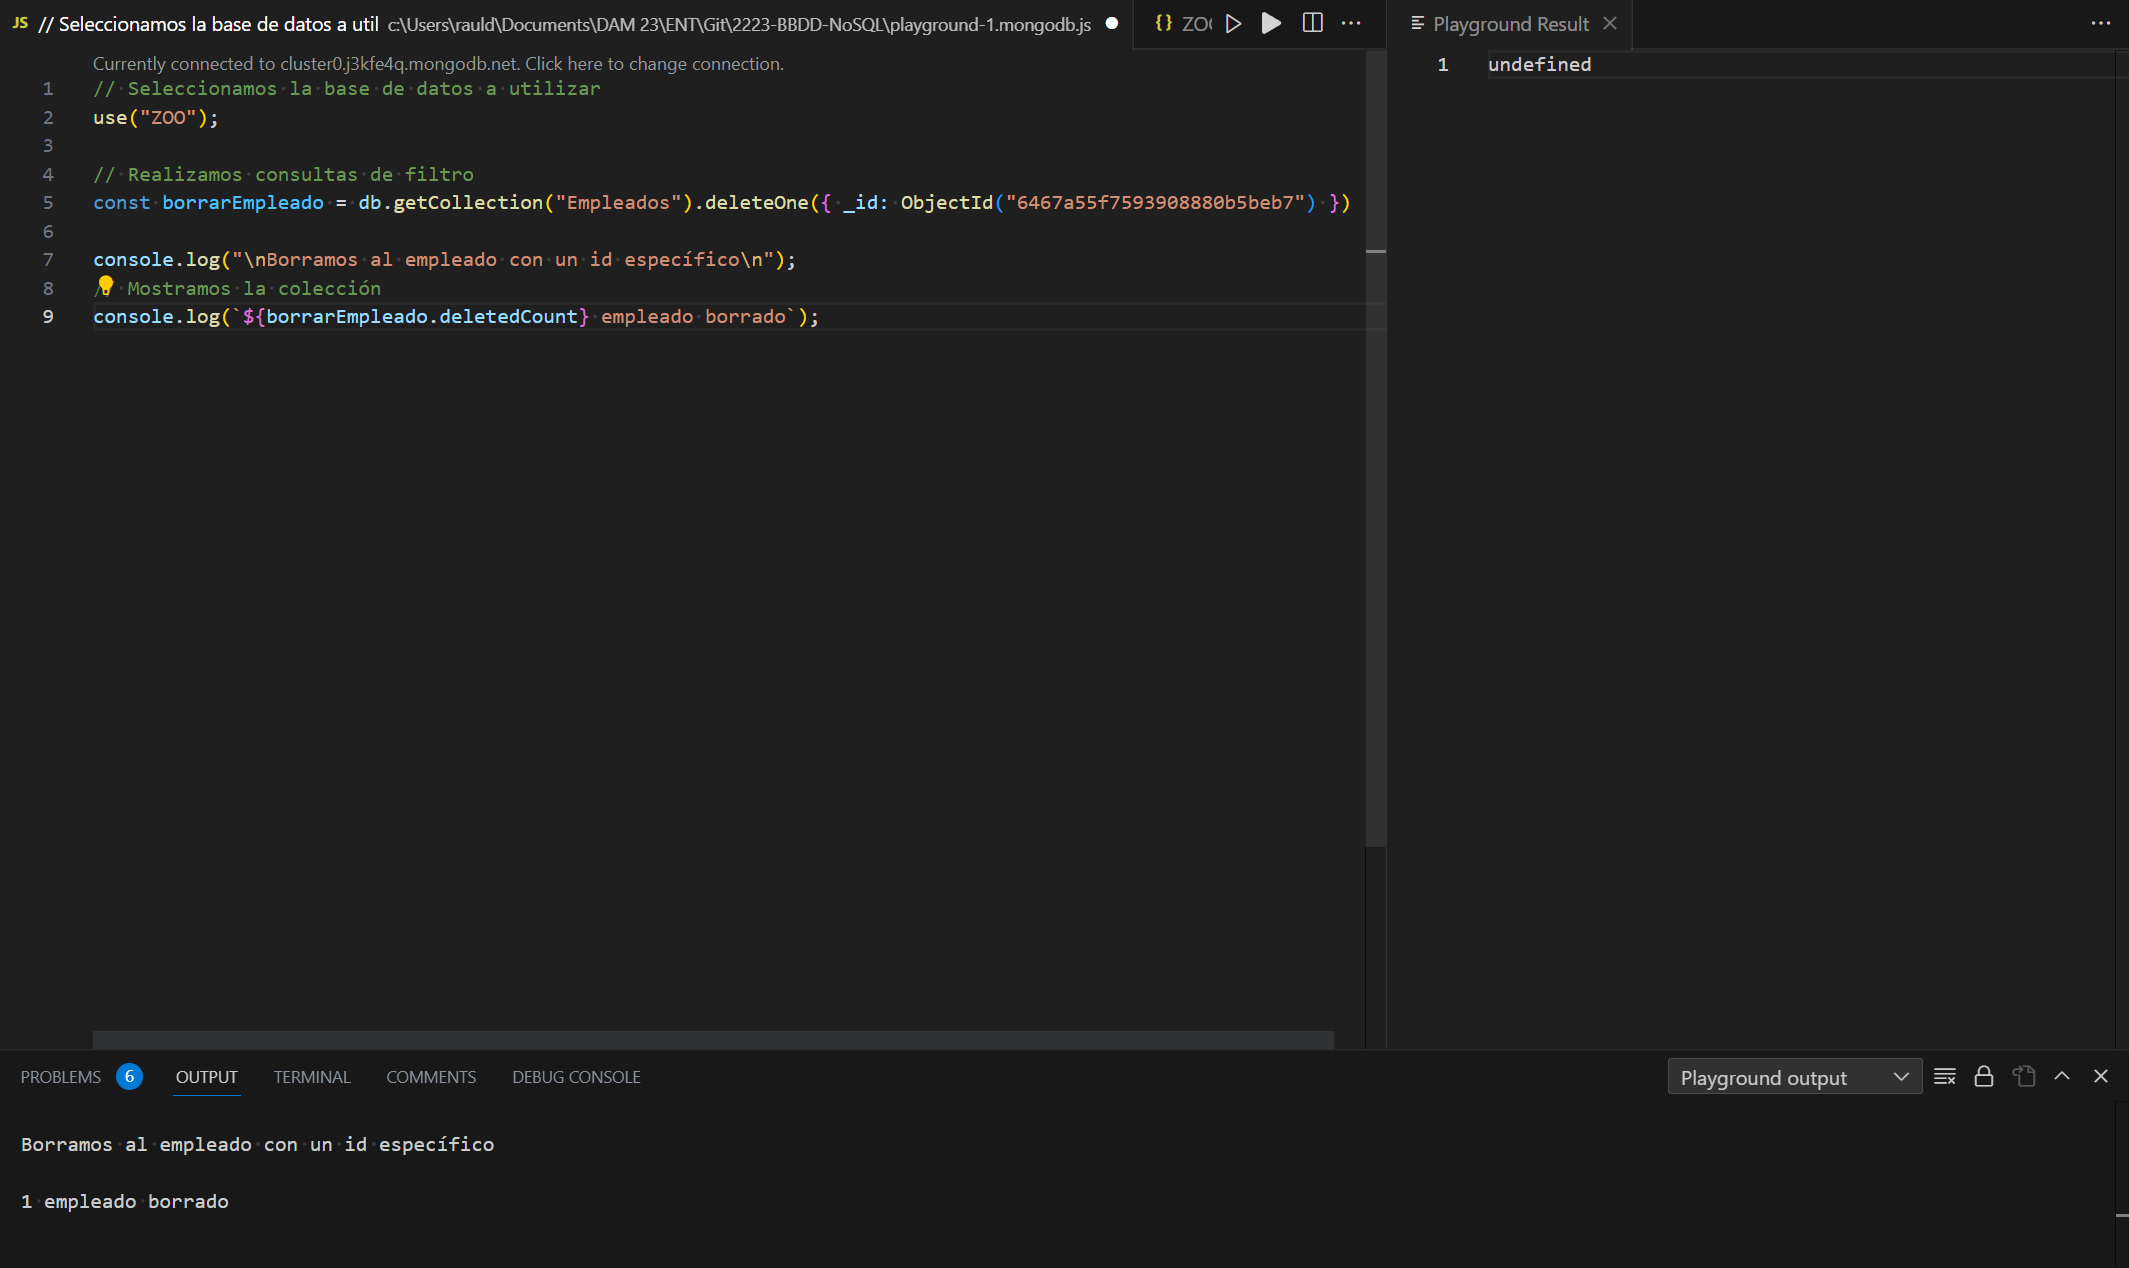 JS // Seleccionamos la base de datos a util c:\Users\rauld\Documents\DAM 23\ENT\Git\2223-BBDD-NoSQL\playground-1.mongodb.js {} ZO
Playground Result
Currently connected to cluster0.j3kfe4q.mongodb.net. Click here to change connection.
1 // Seleccionamos la base de datos a utilizar
2 use("ZOO");
3
4 // Realizamos consultas de filtro
5 const borrarEmpleado = db.getCollection("Empleados").deleteOne({ _id: ObjectId("6467a55f7593908880b5beb7") })
6
7 console.log("\nBorramos al empleado con un id específico\n");
8 // Mostramos la colección
9 console.log(`${borrarEmpleado.deletedCount} empleado borrado`);
1 undefined
PROBLEMS 6 OUTPUT TERMINAL COMMENTS DEBUG CONSOLE Playground output
Borramos al empleado con un id específico
1 empleado borrado